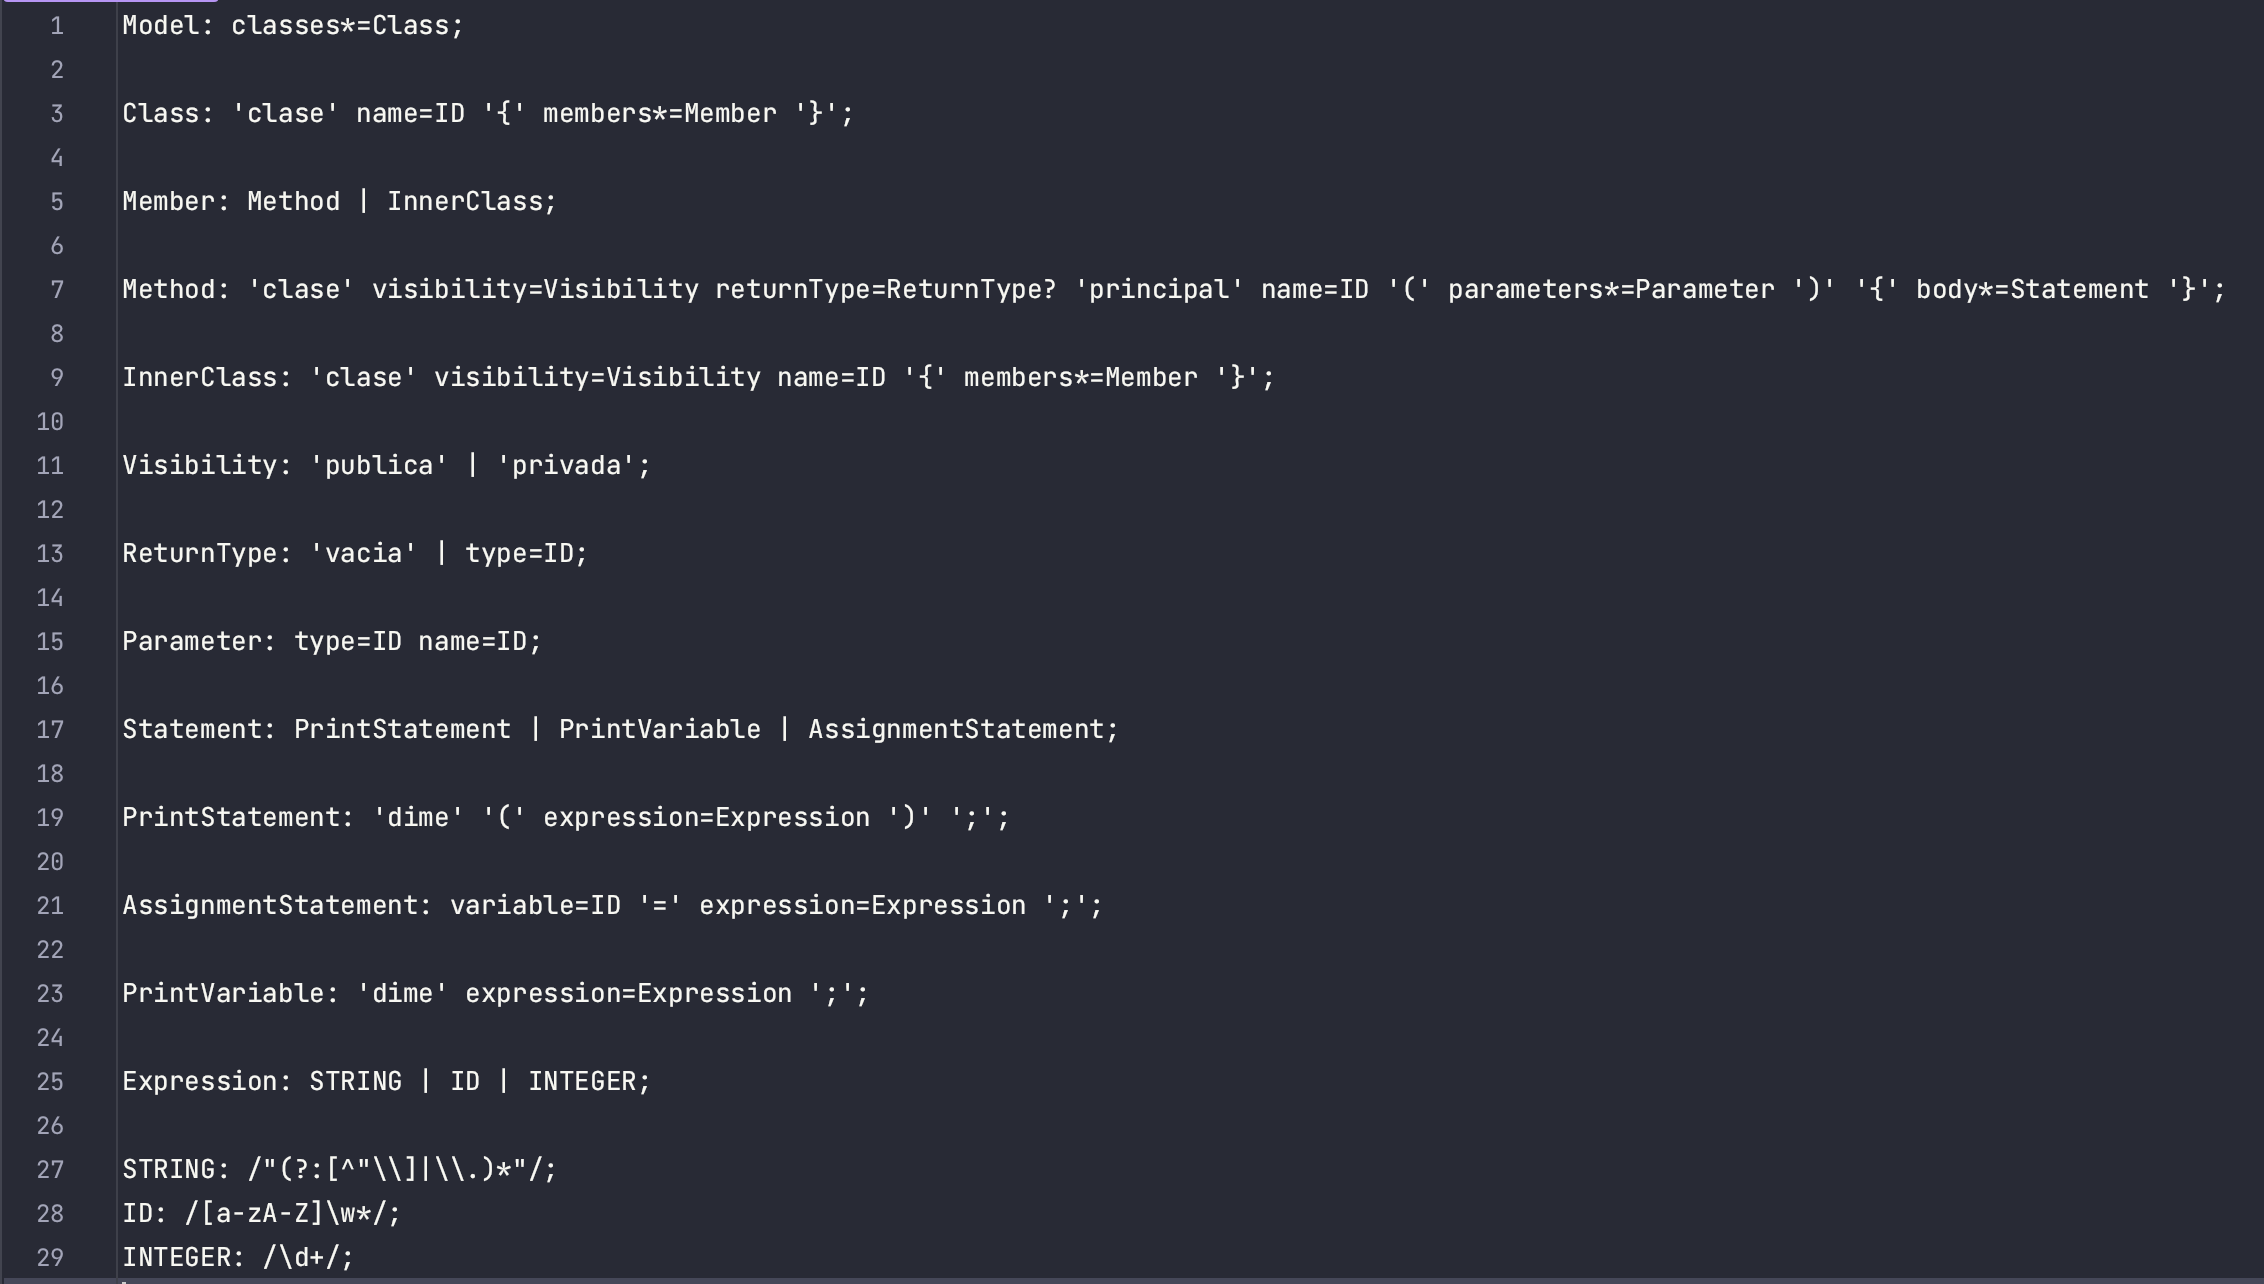 1 Model: classes*=Class;
2
3 Class: 'clase' name=ID '{' members*=Member '}';
4
5 Member: Method | InnerClass;
6
7 Method: 'clase' visibility=Visibility returnType=ReturnType? 'principal' name=ID '(' parameters*=Parameter ')' '{' body*=Statement '}';
8
9 InnerClass: 'clase' visibility=Visibility name=ID '{' members*=Member '}';
10
11 Visibility: 'publica' | 'privada';
12
13 ReturnType: 'vacia' | type=ID;
14
15 Parameter: type=ID name=ID;
16
17 Statement: PrintStatement | PrintVariable | AssignmentStatement;
18
19 PrintStatement: 'dime' '(' expression=Expression ')' ';';
20
21 AssignmentStatement: variable=ID '=' expression=Expression ';';
22
23 PrintVariable: 'dime' expression=Expression ';';
24
25 Expression: STRING | ID | INTEGER;
26
27 STRING: /"(?:[^"\\]|\\.)*"/;
28 ID: /[a-zA-Z]\w*/;
29 INTEGER: /\d+/;